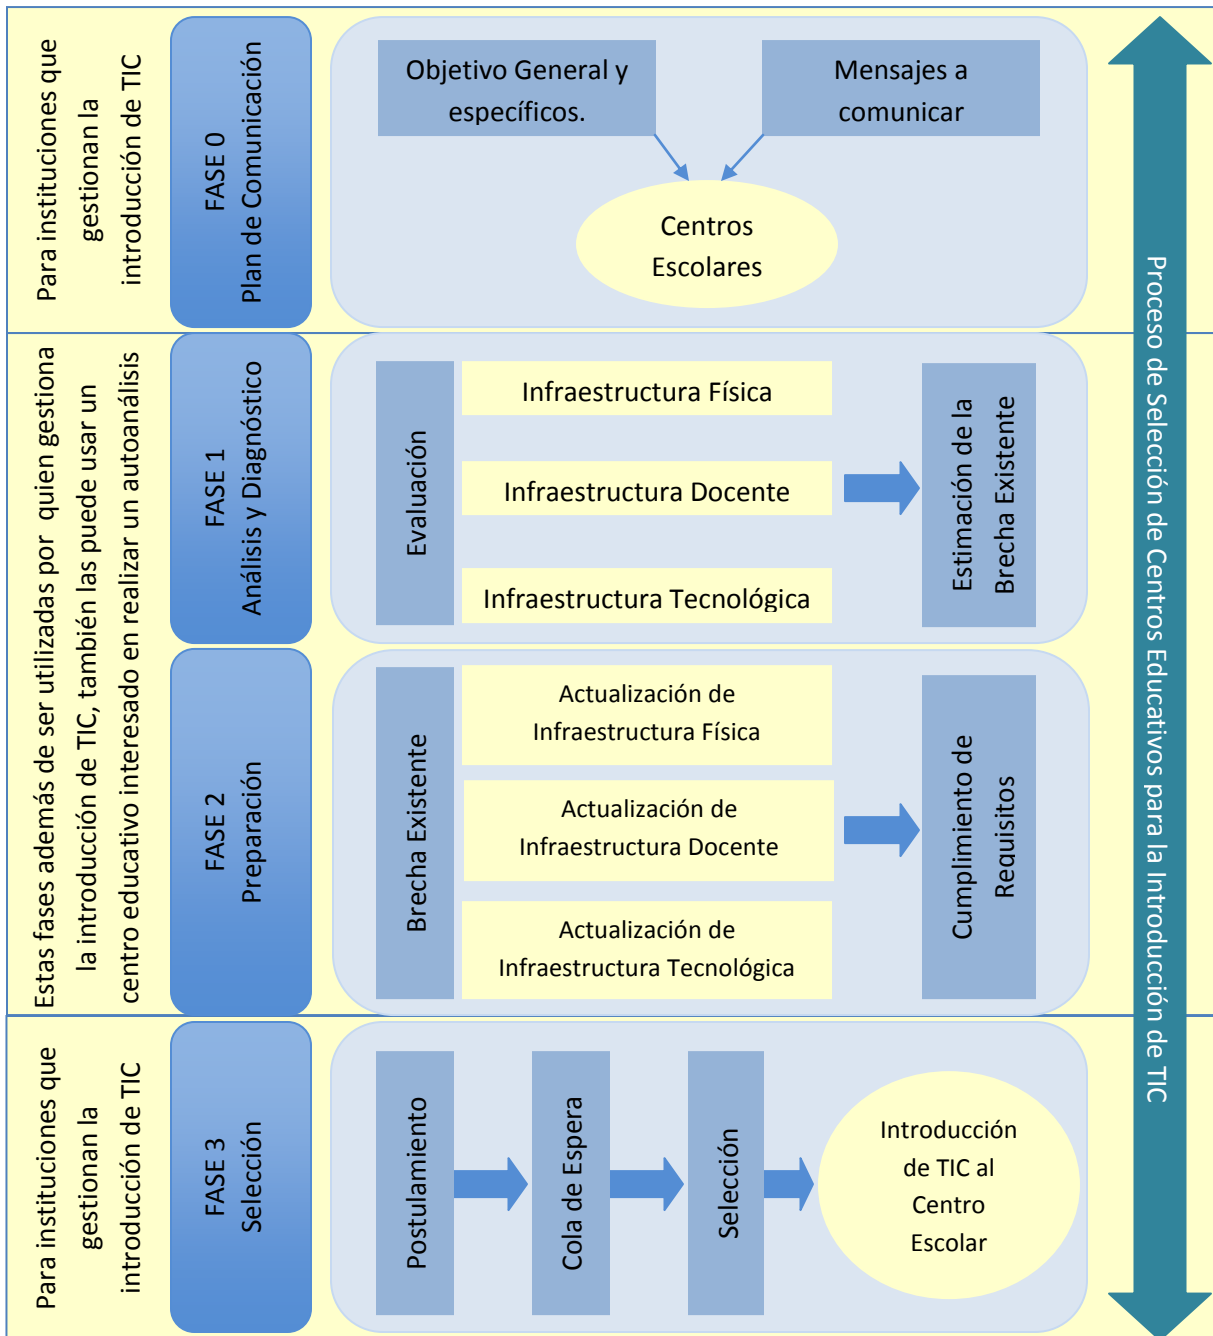 Para instituciones que
gestionan la
introducción de TIC
FASE 0
Plan de Comunicación
Objetivo General y
específicos.
Mensajes a
comunicar
Centros
Escolares
Estas fases además de ser utilizadas por quien gestiona
la introducción de TIC, también las puede usar un
centro educativo interesado en realizar un autoanálisis
FASE 1
Análisis y Diagnóstico
Evaluación
Infraestructura Física
Infraestructura Docente
Infraestructura Tecnológica
Estimación de la
Brecha Existente
FASE 2
Preparación
Brecha Existente
Actualización de
Infraestructura Física
Actualización de
Infraestructura Docente
Actualización de
Infraestructura Tecnológica
Cumplimiento de
Requisitos
Para instituciones que
gestionan la
introducción de TIC
FASE 3
Selección
Postulamiento
Cola de Espera
Selección
Introducción
de TIC al
Centro
Escolar
Proceso de Selección de Centros Educativos para la Introducción de TIC